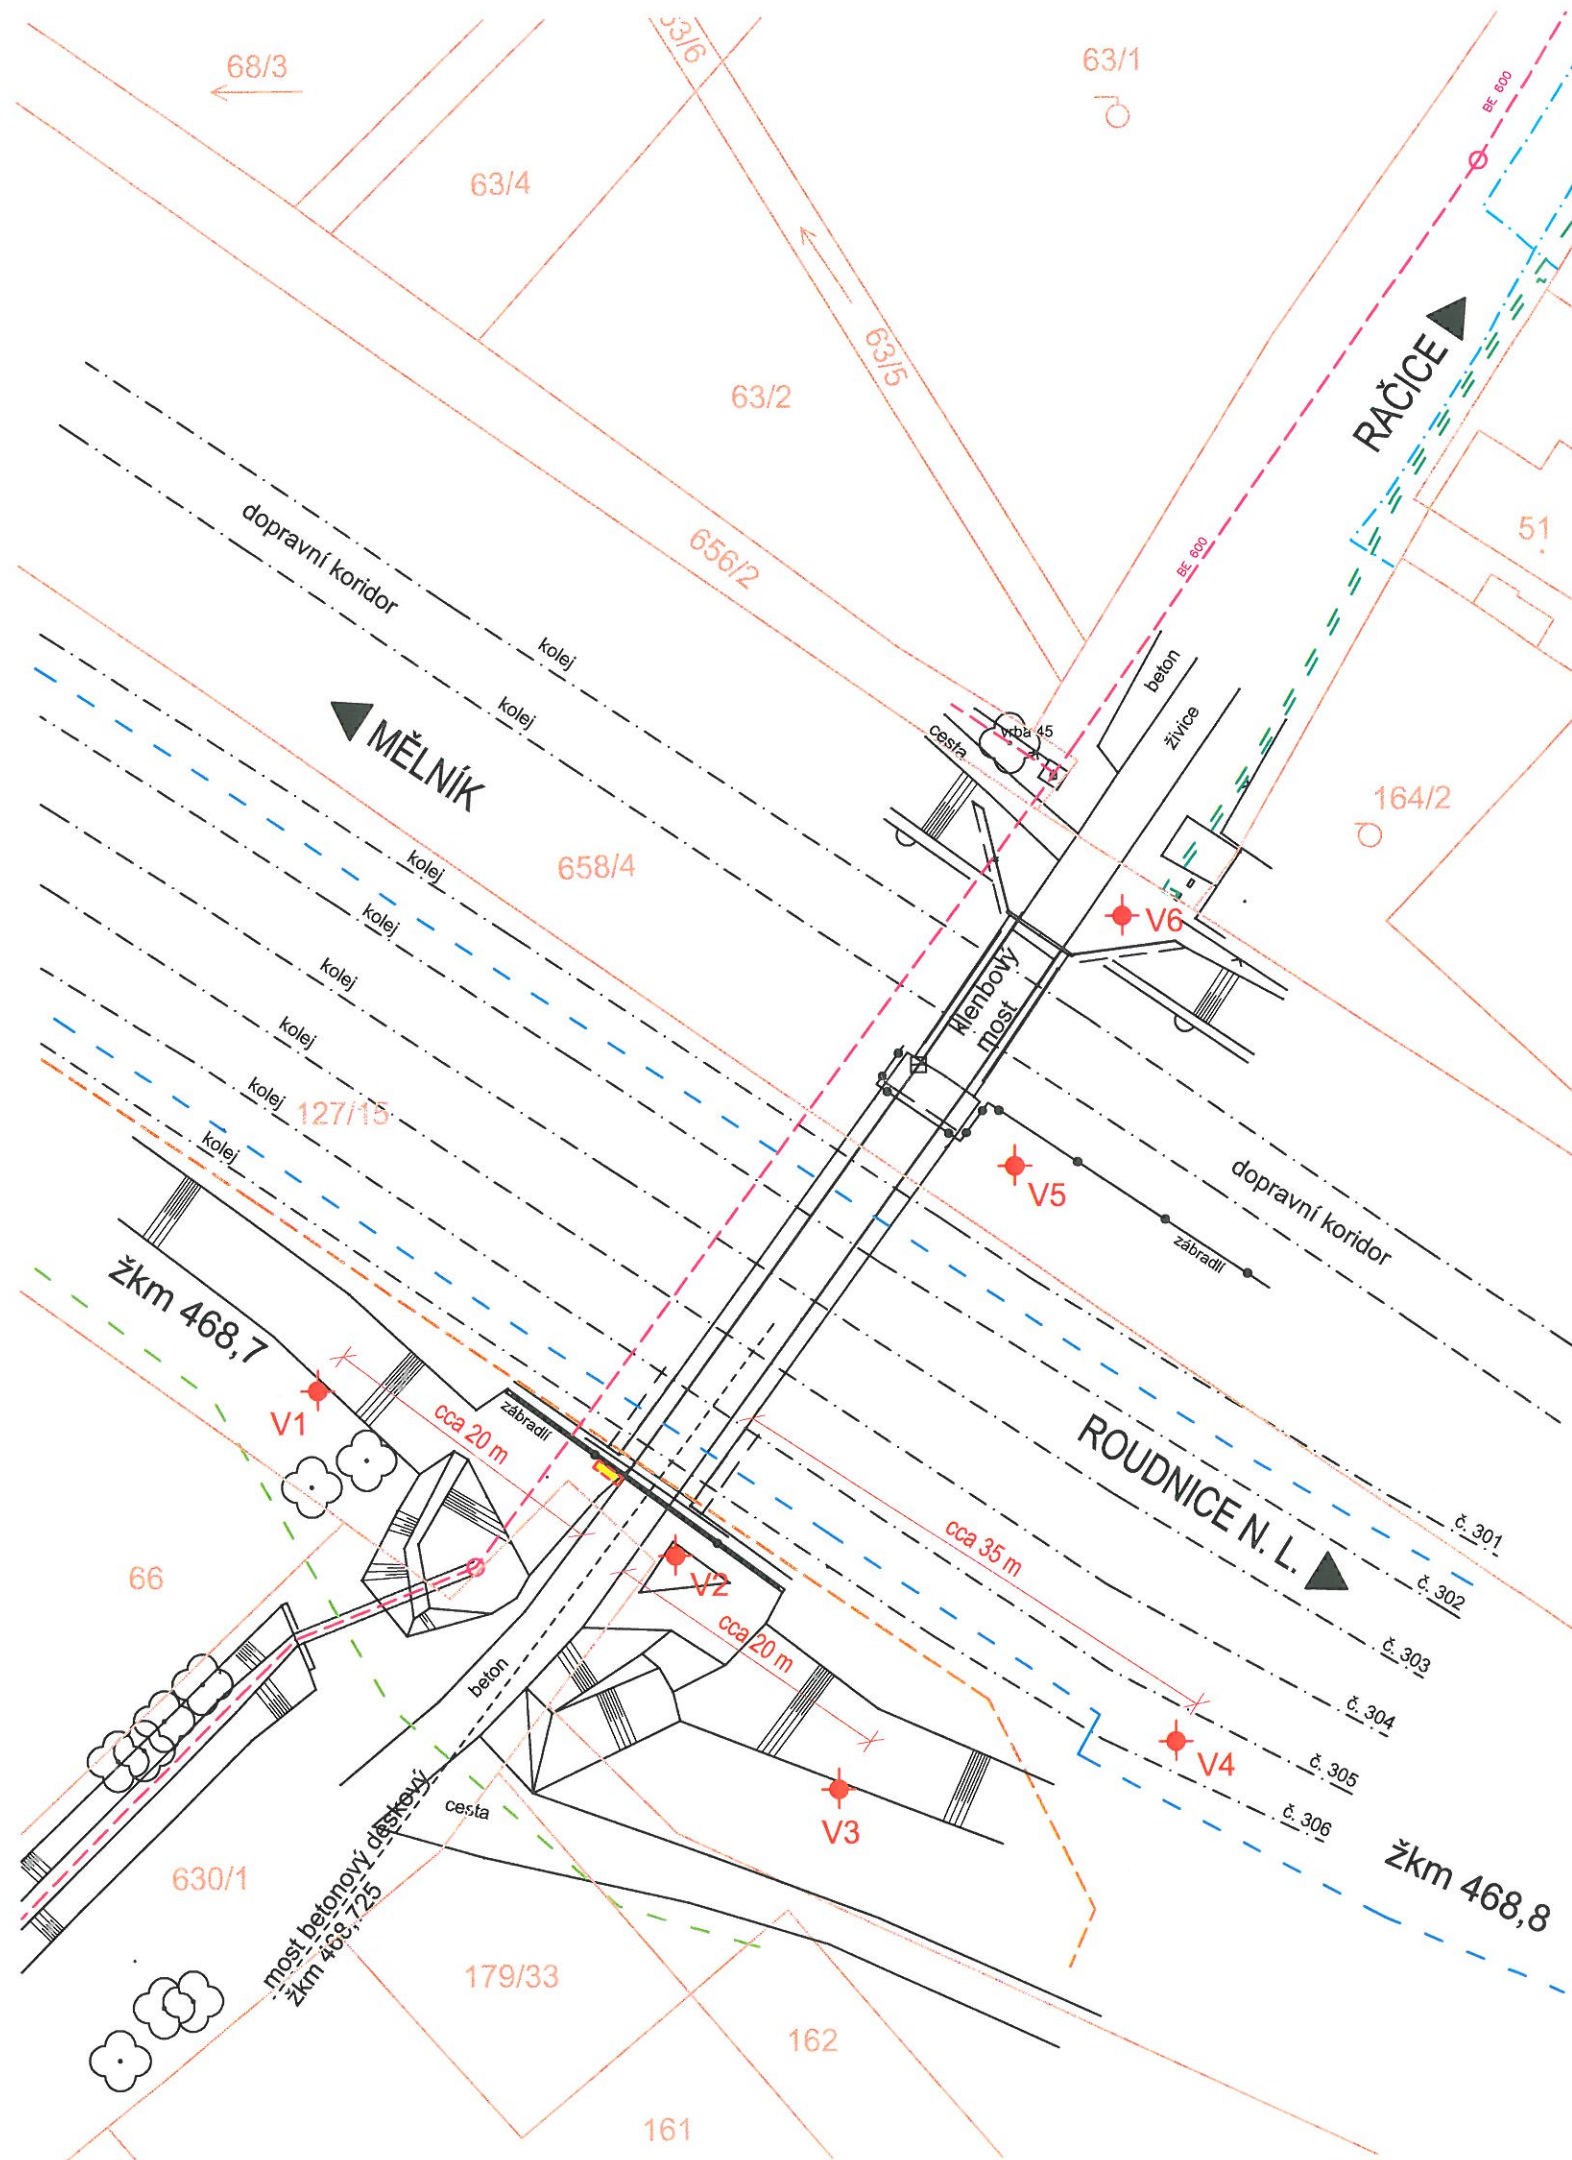 53/6
68/3
63/1
BE 600
63/4
63/5
RAČICE
63/2
51
dopravní koridor
656/2
BE 600
kolej
beton
kolej
živice
vrba 45
cesta
MĚLNÍK
164/2
kolej
658/4
kolej
V6
kolej
klenbový
most
kolej
kolej
127/15
kolej
V5
dopravní koridor
zábradlí
žkm 468,7
V1
cca 20 m
zábradlí
ROUDNICE N. L.
č. 301
cca 35 m
66
V2
č. 302
cca 20 m
č. 303
beton
č. 304
V4
č. 305
cesta
V3
č. 306
630/1
most betonový deskový
žkm 468,725
žkm 468,8
179/33
162
161